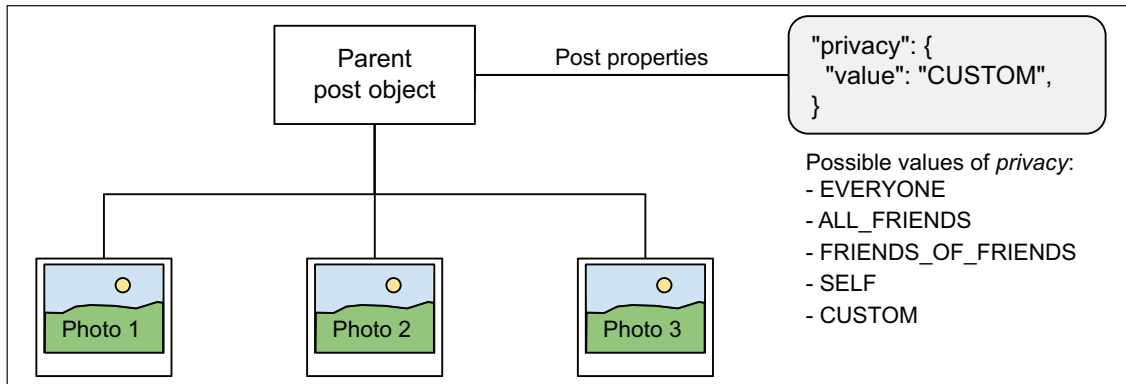 Parent
post object
Post properties
"privacy": {
"value": "CUSTOM",
}
Possible values of privacy:
- EVERYONE
- ALL_FRIENDS
- FRIENDS_OF_FRIENDS
- SELF
- CUSTOM
Photo 1
Photo 2
Photo 3